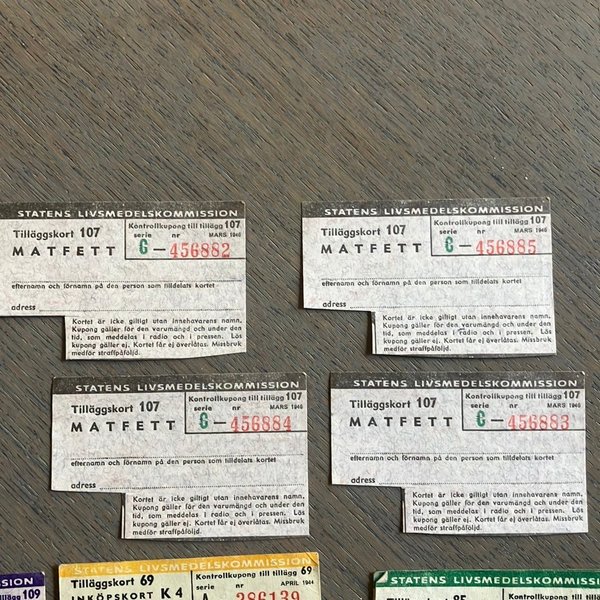 STATENS LIVSMEDELSKOMMISSION
Tilläggskort 107
Kontrollkupong till tillägg 107
serie nr MARS 1946
MATFETT
G — 456882
efternamn och förnamn på den person som tilldelats kortet
adress
Kortet är icke giltigt utan innehavarens namn.
Kupong gäller för den varumängd och under den
tid, som meddelas i radio och i pressen. Lös
kupong gäller ej. Kortet får ej överlåtas. Missbruk
medför straffpåföljd.
STATENS LIVSMEDELSKOMMISSION
Tilläggskort 107
Kontrollkupong till tillägg 107
serie nr MARS 1946
MATFETT
G — 456885
efternamn och förnamn på den person som tilldelats kortet
adress
Kortet är icke giltigt utan innehavarens namn.
Kupong gäller för den varumängd och under den
tid, som meddelas i radio och i pressen. Lös
kupong gäller ej. Kortet får ej överlåtas. Missbruk
medför straffpåföljd.
STATENS LIVSMEDELSKOMMISSION
Tilläggskort 107
Kontrollkupong till tillägg 107
serie nr MARS 1946
MATFETT
G — 456884
efternamn och förnamn på den person som tilldelats kortet
adress
Kortet är icke giltigt utan innehavarens namn.
Kupong gäller för den varumängd och under den
tid, som meddelas i radio och i pressen. Lös
kupong gäller ej. Kortet får ej överlåtas. Missbruk
medför straffpåföljd.
STATENS LIVSMEDELSKOMMISSION
Tilläggskort 107
Kontrollkupong till tillägg 107
serie nr MARS 1946
MATFETT
G — 456883
efternamn och förnamn på den person som tilldelats kortet
adress
Kortet är icke giltigt utan innehavarens namn.
Kupong gäller för den varumängd och under den
tid, som meddelas i radio och i pressen. Lös
kupong gäller ej. Kortet får ej överlåtas. Missbruk
medför straffpåföljd.
SION
tillägg 109
STATENS LIVSMEDELSKOMMISSION
Tilläggskort 69
Kontrollkupong till tillägg 69
serie nr APRIL 1944
INKÖPSKORT K 4
A 286139
STATENS LIVSMEDELSKOMMISSION
Tilläggskort 85
Kontrollkupong till tillägg